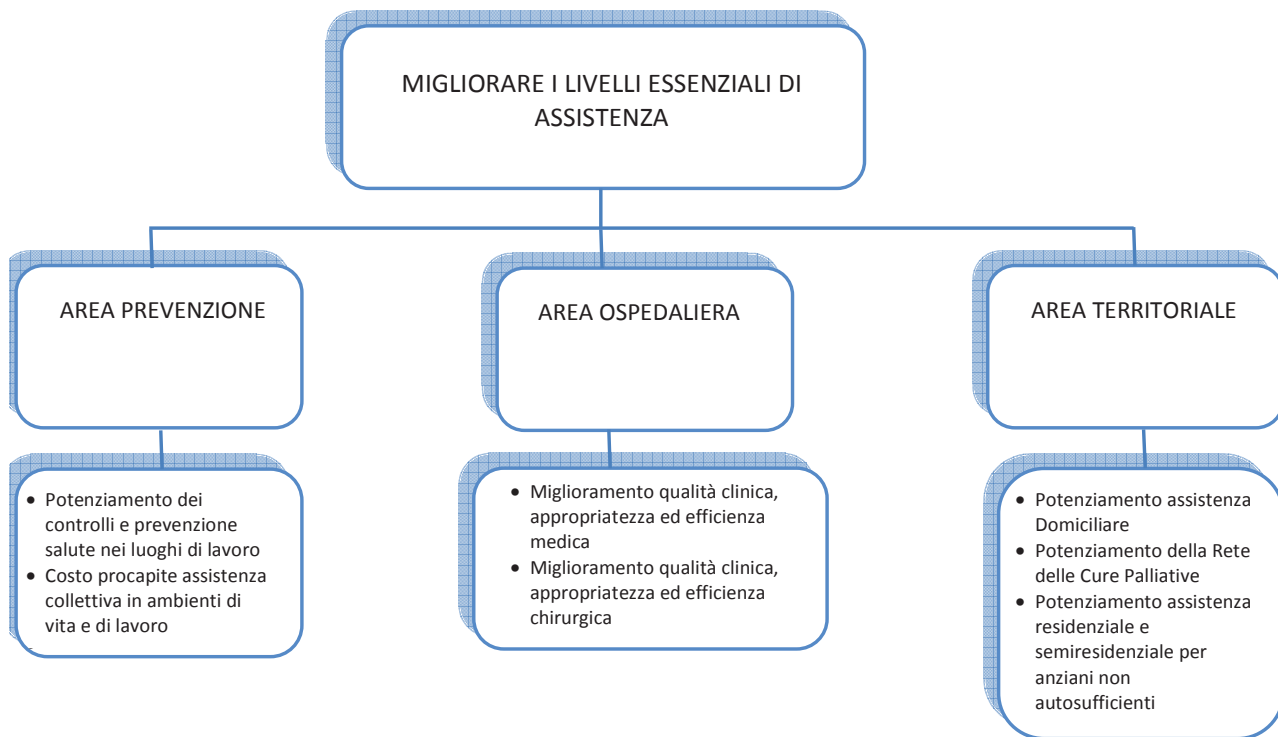 MIGLIORARE I LIVELLI ESSENZIALI DI
ASSISTENZA
AREA PREVENZIONE
AREA OSPEDALIERA
AREA TERRITORIALE
• Potenziamento dei
controlli e prevenzione
salute nei luoghi di lavoro
• Costo procapite assistenza
collettiva in ambienti di
vita e di lavoro
• Miglioramento qualità clinica,
appropriatezza ed efficienza
medica
• Miglioramento qualità clinica,
appropriatezza ed efficienza
chirurgica
• Potenziamento assistenza
Domiciliare
• Potenziamento della Rete
delle Cure Palliative
• Potenziamento assistenza
residenziale e
semiresidenziale per
anziani non
autosufficienti